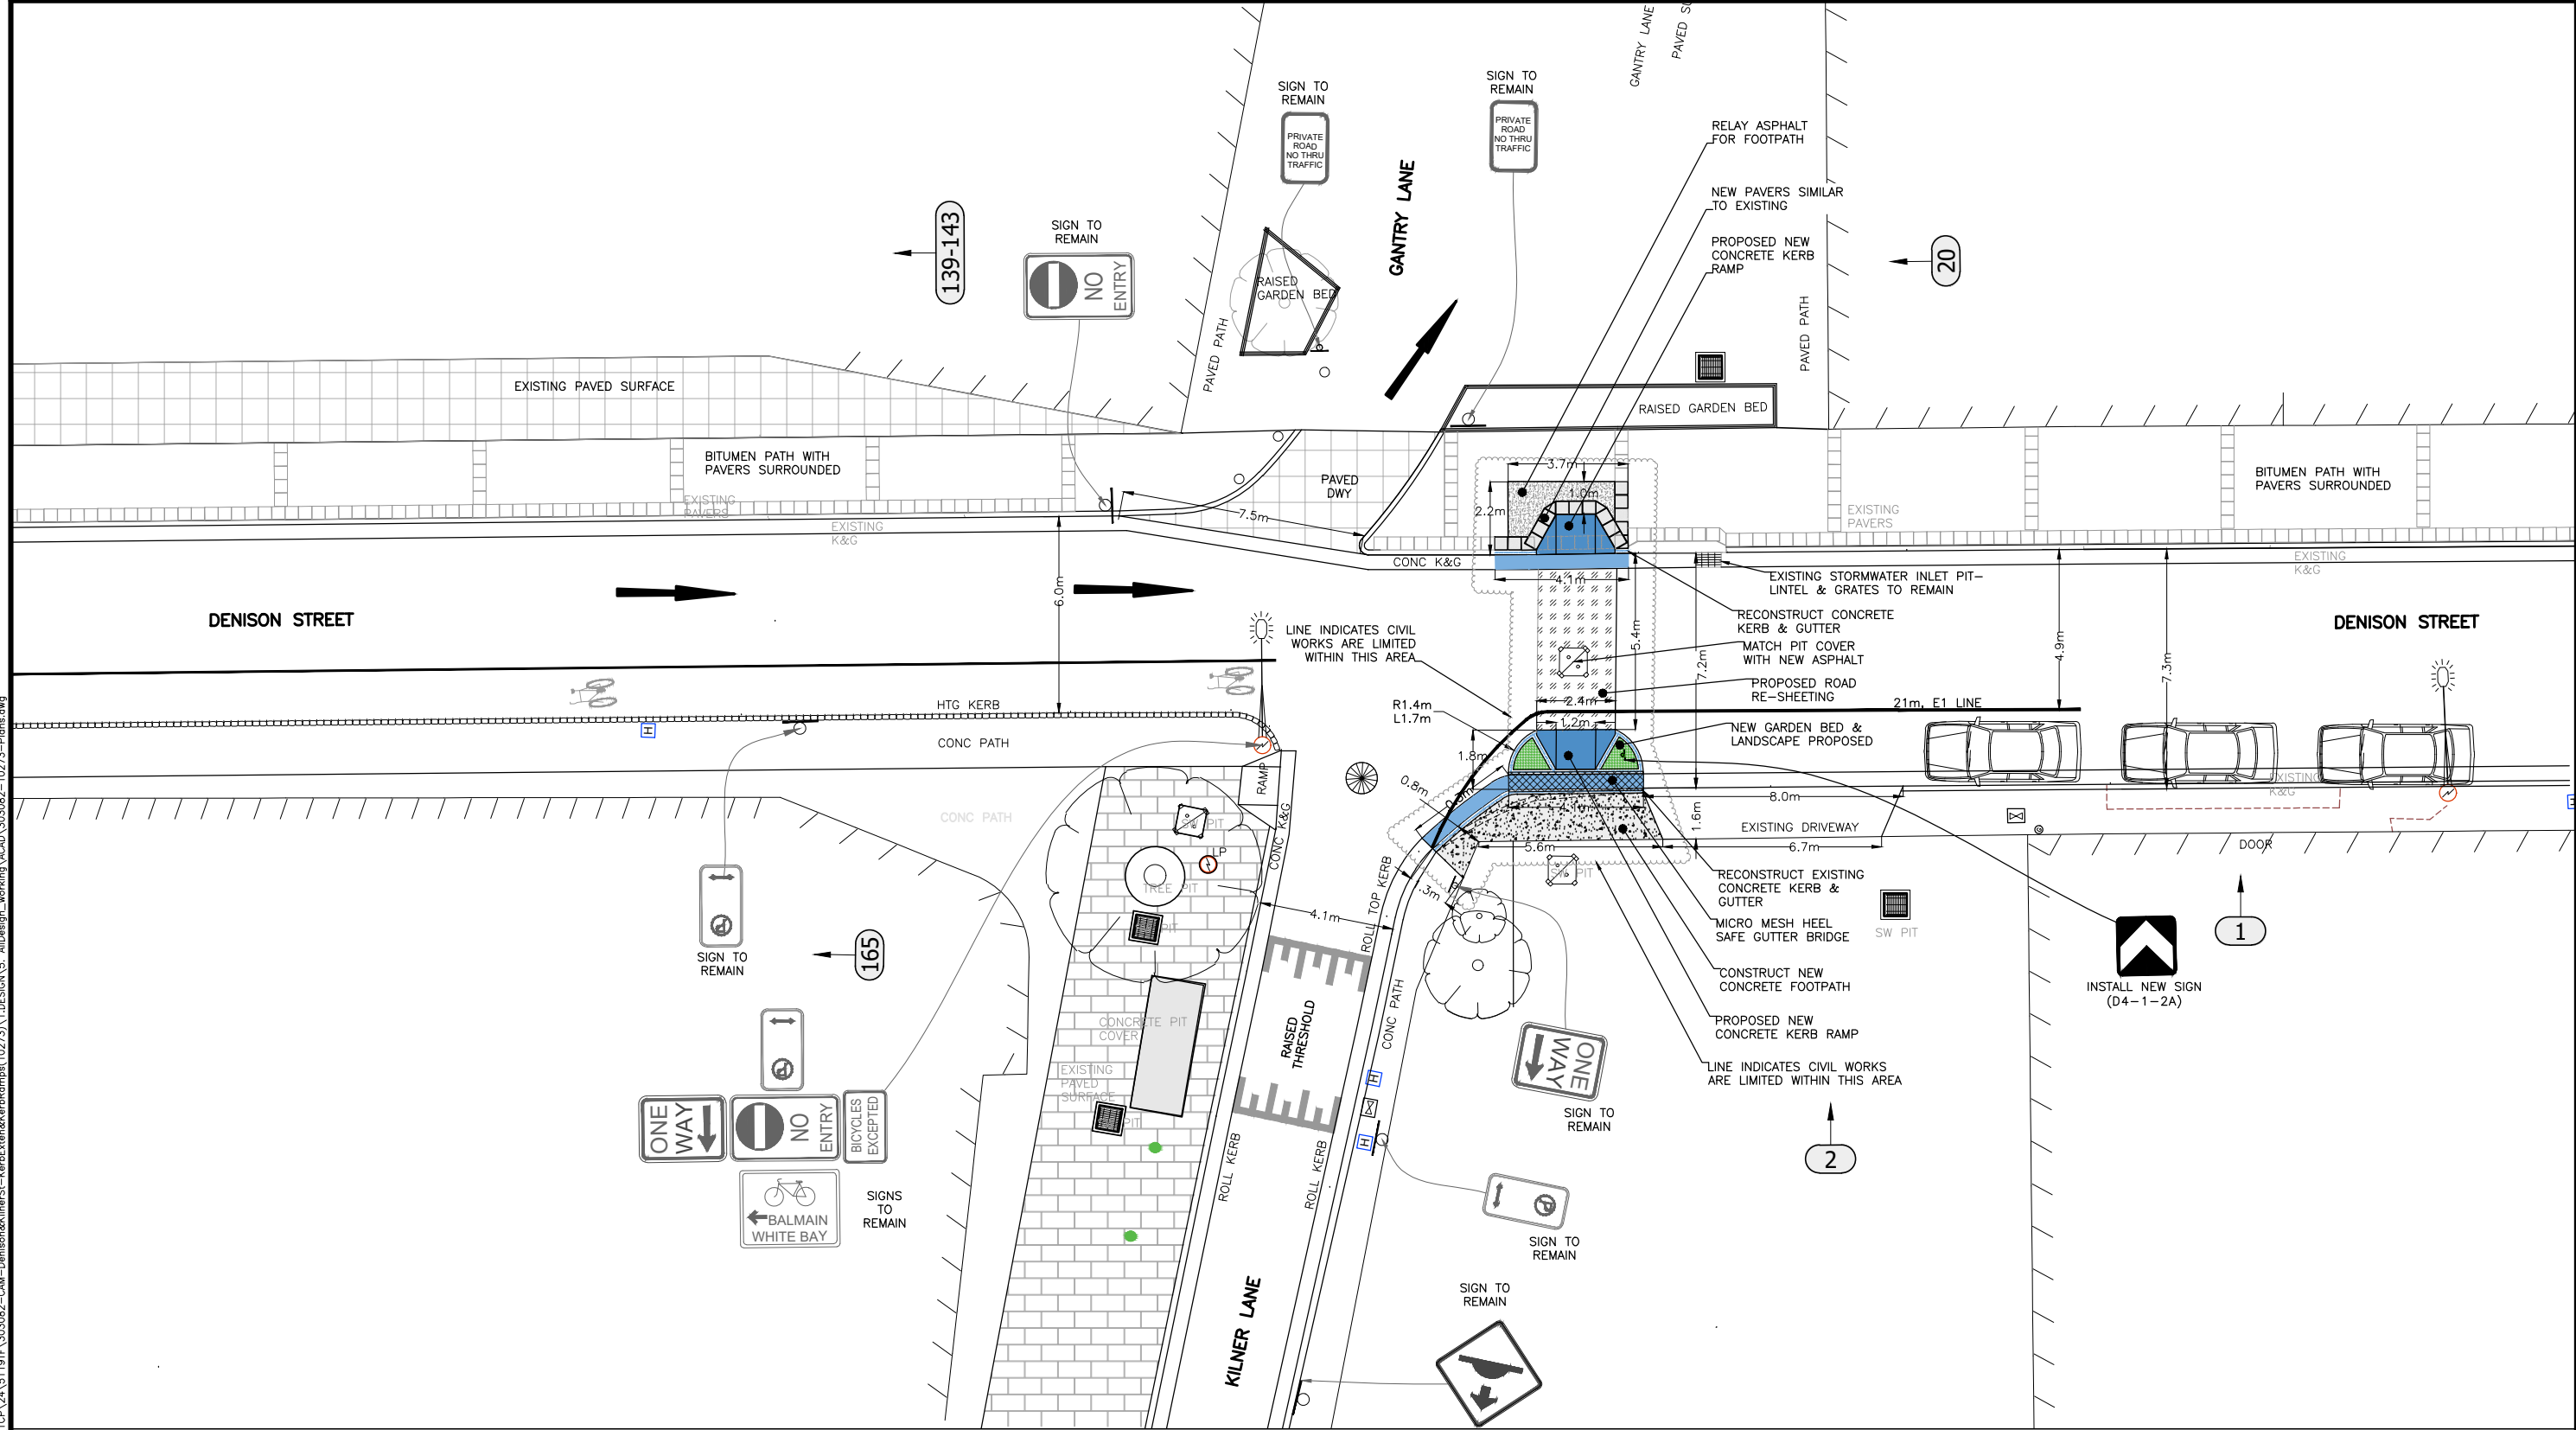 GANTRY LANE
SIGN TO
REMAIN
PRIVATE
ROAD
NO THRU
TRAFFIC
SIGN TO
REMAIN
PRIVATE
ROAD
NO THRU
TRAFFIC
RELAY ASPHALT
FOR FOOTPATH
NEW PAVERS SIMILAR
TO EXISTING
PROPOSED NEW
CONCRETE KERB
RAMP
GANTRY LANE
139-143
SIGN TO
REMAIN
NO
ENTRY
RAISED
GARDEN BED
PAVED PATH
PAVED PATH
20
EXISTING PAVED SURFACE
RAISED GARDEN BED
BITUMEN PATH WITH
PAVERS SURROUNDED
EXISTING
PAVERS
EXISTING
K&G
PAVED
DWY
7.5m
3.7m
1.0m
2.2m
BITUMEN PATH WITH
PAVERS SURROUNDED
EXISTING
PAVERS
CONC K&G
4.1m
EXISTING
K&G
EXISTING STORMWATER INLET PIT-
LINTEL & GRATES TO REMAIN
RECONSTRUCT CONCRETE
KERB & GUTTER
MATCH PIT COVER
WITH NEW ASPHALT
PROPOSED ROAD
RE-SHEETING
DENISON STREET
6.0m
LINE INDICATES CIVIL
WORKS ARE LIMITED
WITHIN THIS AREA
5.4m
7.2m
4.9m
7.3m
DENISON STREET
2.4m
1.2m
R1.4m
L1.7m
21m, E1 LINE
HTG KERB
CONC PATH
NEW GARDEN BED &
LANDSCAPE PROPOSED
1.8m
0.8m
RAMP
EXISTING
K&G
8.0m
1.6m
EXISTING DRIVEWAY
5.6m
6.7m
DOOR
CONC PATH
SW PIT
LP
CONC K&G
TREE PIT
PIT
SW PIT
ROLL TOP KERB
.3m
4.1m
RECONSTRUCT EXISTING
CONCRETE KERB &
GUTTER
MICRO MESH HEEL
SAFE GUTTER BRIDGE
CONSTRUCT NEW
CONCRETE FOOTPATH
PROPOSED NEW
CONCRETE KERB RAMP
LINE INDICATES CIVIL WORKS
ARE LIMITED WITHIN THIS AREA
SW PIT
1
INSTALL NEW SIGN
(D4-1-2A)
2
SIGN TO
REMAIN
165
CONCRETE PIT
COVER
EXISTING
PAVED
SURFACE
PIT
RAISED
THRESHOLD
CONC PATH
ONE
WAY
SIGN TO
REMAIN
ONE
WAY
NO
ENTRY
BICYCLES
EXCEPTED
BALMAIN
WHITE BAY
SIGNS
TO
REMAIN
ROLL KERB
ROLL KERB
H
H
H
SIGN TO
REMAIN
KILNER LANE
SIGN TO
REMAIN